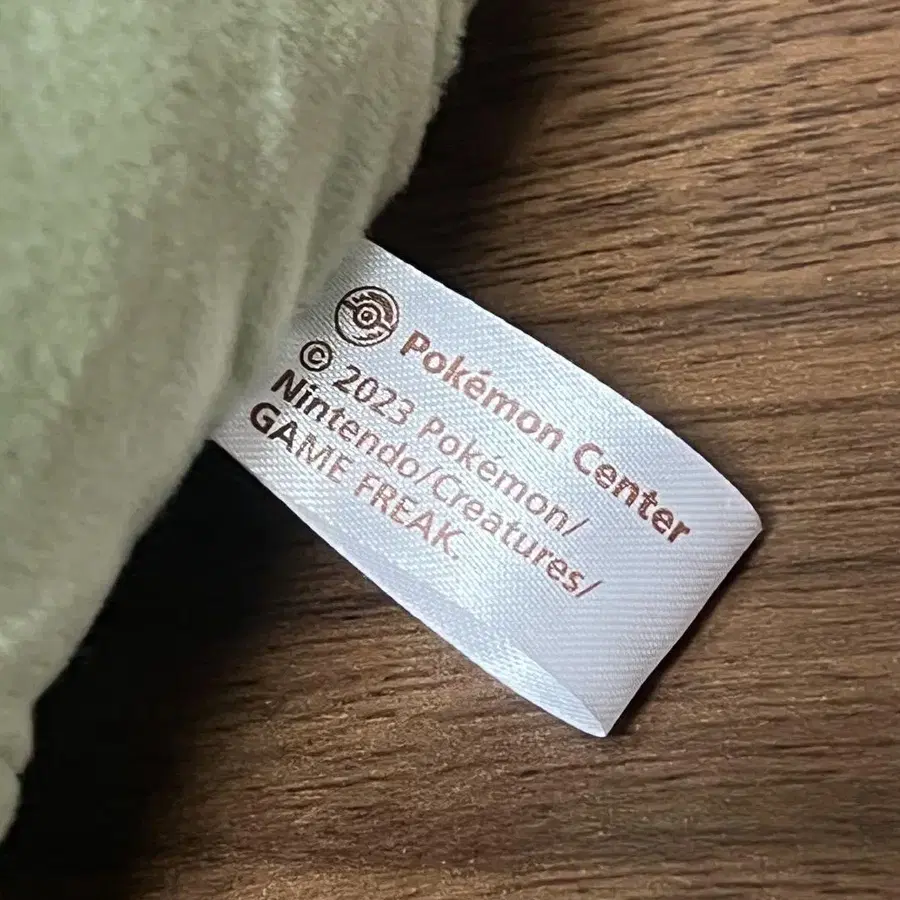 Pokémon Center
© 2023 Pokémon/
Nintendo/Creatures/
GAME FREAK.